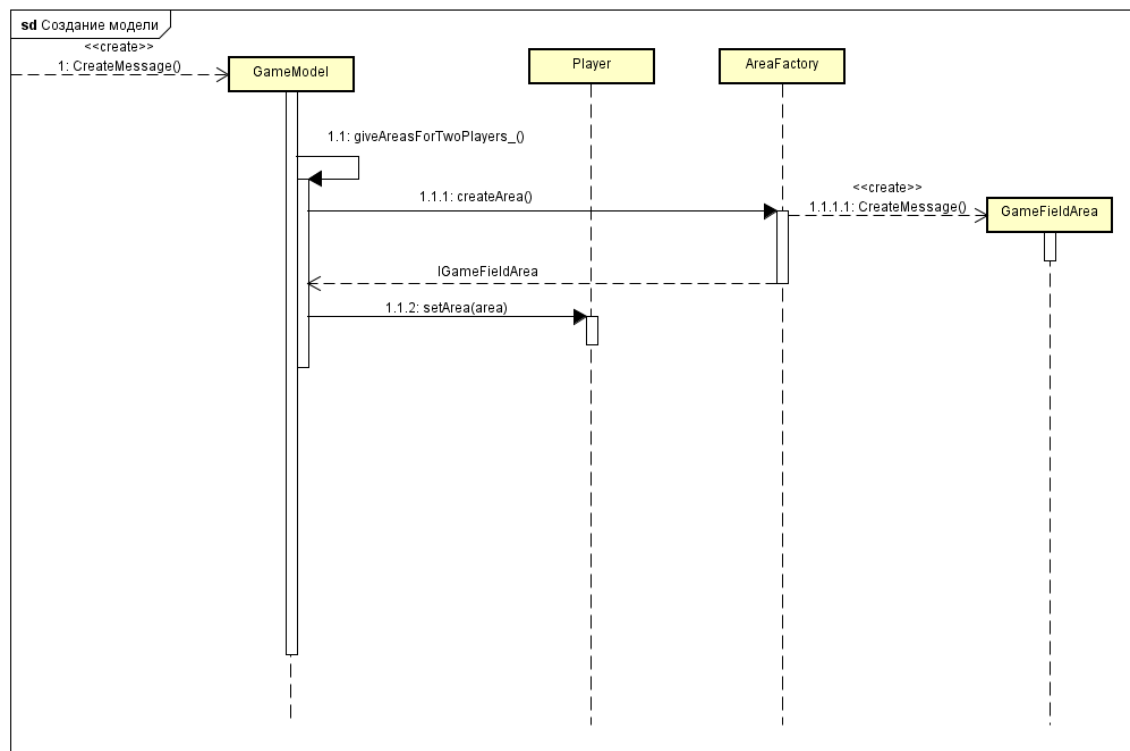 sd Создание модели
<<create>>
1: CreateMessage()
GameModel
Player
AreaFactory
1.1: giveAreasForTwoPlayers_()
1.1.1: createArea()
<<create>>
1.1.1.1: CreateMessage()
GameFieldArea
IGameFieldArea
1.1.2: setArea(area)